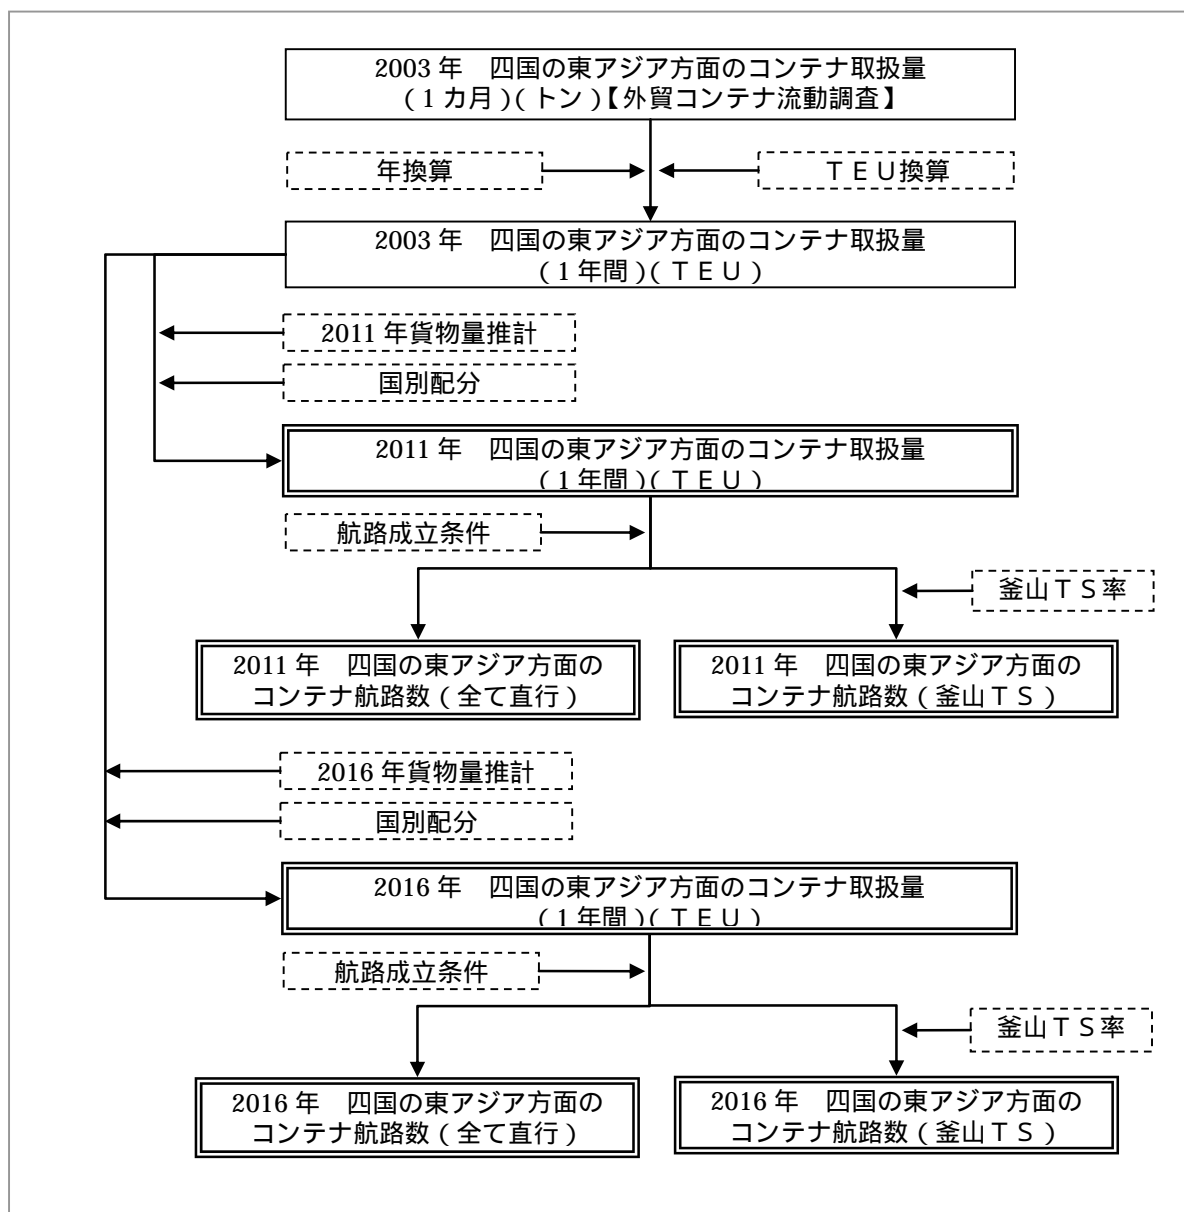 2003 年　四国の東アジア方面のコンテナ取扱量
（１カ月）（トン）【外貿コンテナ流動調査】
年換算
ＴＥＵ換算
2003 年　四国の東アジア方面のコンテナ取扱量
（１年間）（ＴＥＵ）
2011 年貨物量推計
国別配分
2011 年　四国の東アジア方面のコンテナ取扱量
（１年間）（ＴＥＵ）
航路成立条件
釜山ＴＳ率
2011 年　四国の東アジア方面の
コンテナ航路数（全て直行）
2011 年　四国の東アジア方面の
コンテナ航路数（釜山ＴＳ）
2016 年貨物量推計
国別配分
2016 年　四国の東アジア方面のコンテナ取扱量
（１年間）（ＴＥＵ）
航路成立条件
釜山ＴＳ率
2016 年　四国の東アジア方面の
コンテナ航路数（全て直行）
2016 年　四国の東アジア方面の
コンテナ航路数（釜山ＴＳ）